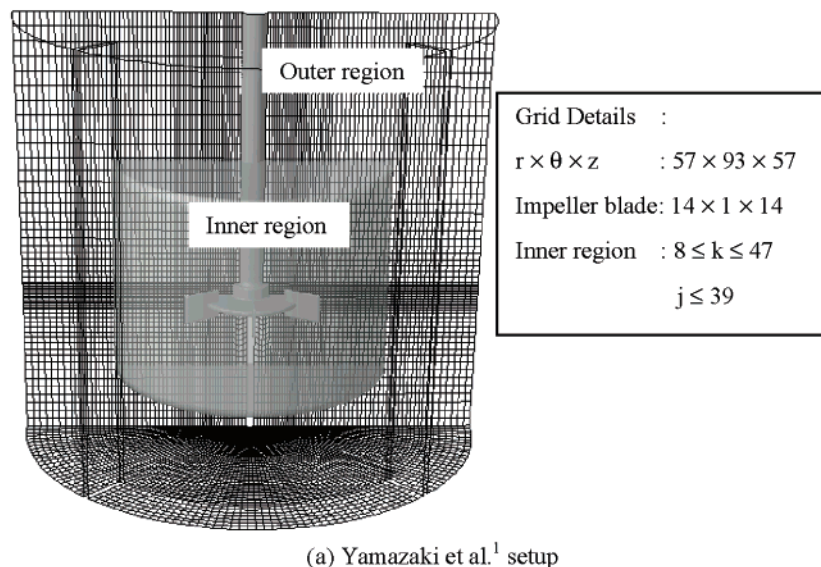 Outer region
Inner region
Grid Details :
r × θ × z : 57 × 93 × 57
Impeller blade: 14 × 1 × 14
Inner region : 8 ≤ k ≤ 47
j ≤ 39
(a) Yamazaki et al.¹ setup